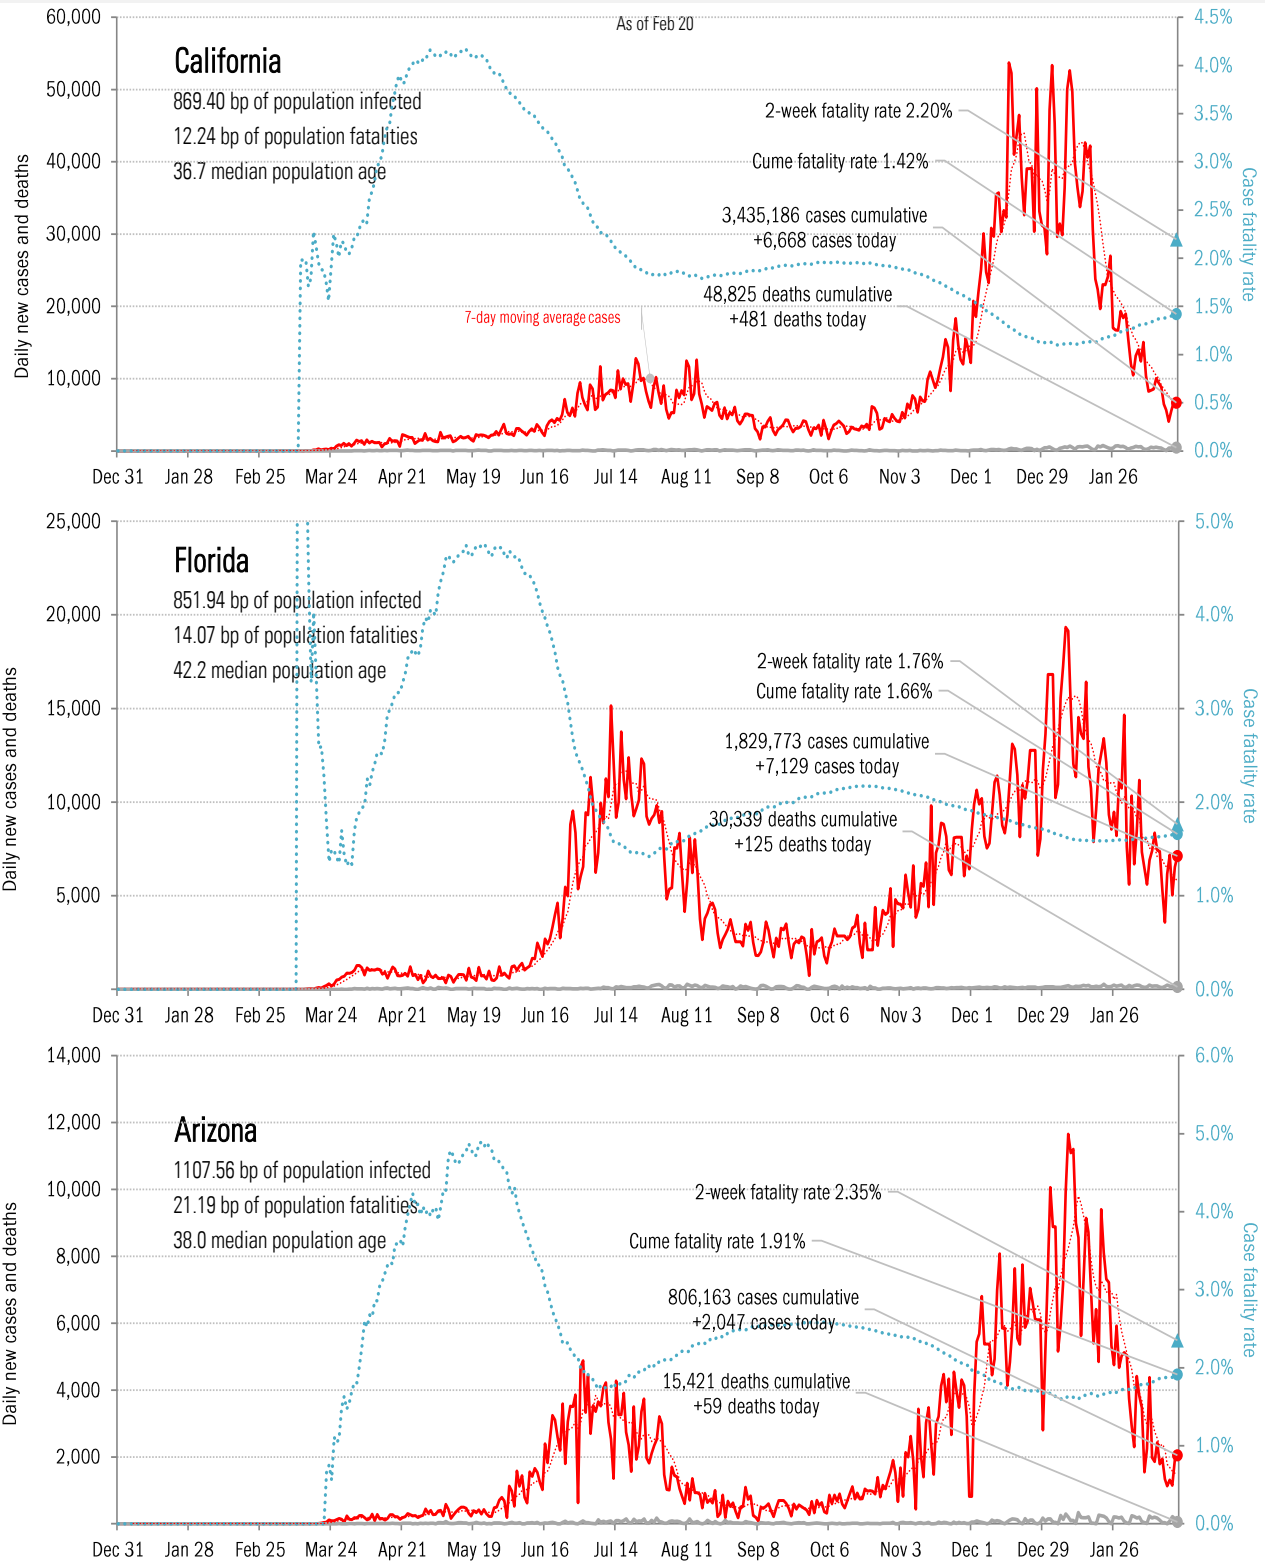 As of Feb 20
60,000
50,000
40,000
30,000
20,000
10,000
Daily new cases and deaths
California
869.40 bp of population infected
12.24 bp of population fatalities
36.7 median population age
2-week fatality rate 2.20%
Cume fatality rate 1.42%
3,435,186 cases cumulative
+6,668 cases today
48,825 deaths cumulative
+481 deaths today
7-day moving average cases
4.5%
4.0%
3.5%
3.0%
2.5%
2.0%
1.5%
1.0%
0.5%
0.0%
Case fatality rate
Dec 31 Jan 28 Feb 25 Mar 24 Apr 21 May 19 Jun 16 Jul 14 Aug 11 Sep 8 Oct 6 Nov 3 Dec 1 Dec 29 Jan 26
25,000
20,000
15,000
10,000
5,000
Daily new cases and deaths
Florida
851.94 bp of population infected
14.07 bp of population fatalities
42.2 median population age
2-week fatality rate 1.76%
Cume fatality rate 1.66%
1,829,773 cases cumulative
+7,129 cases today
30,339 deaths cumulative
+125 deaths today
5.0%
4.0%
3.0%
2.0%
1.0%
0.0%
Case fatality rate
Dec 31 Jan 28 Feb 25 Mar 24 Apr 21 May 19 Jun 16 Jul 14 Aug 11 Sep 8 Oct 6 Nov 3 Dec 1 Dec 29 Jan 26
14,000
12,000
10,000
8,000
6,000
4,000
2,000
Daily new cases and deaths
Arizona
1107.56 bp of population infected
21.19 bp of population fatalities
38.0 median population age
2-week fatality rate 2.35%
Cume fatality rate 1.91%
806,163 cases cumulative
+2,047 cases today
15,421 deaths cumulative
+59 deaths today
6.0%
5.0%
4.0%
3.0%
2.0%
1.0%
0.0%
Case fatality rate
Dec 31 Jan 28 Feb 25 Mar 24 Apr 21 May 19 Jun 16 Jul 14 Aug 11 Sep 8 Oct 6 Nov 3 Dec 1 Dec 29 Jan 26